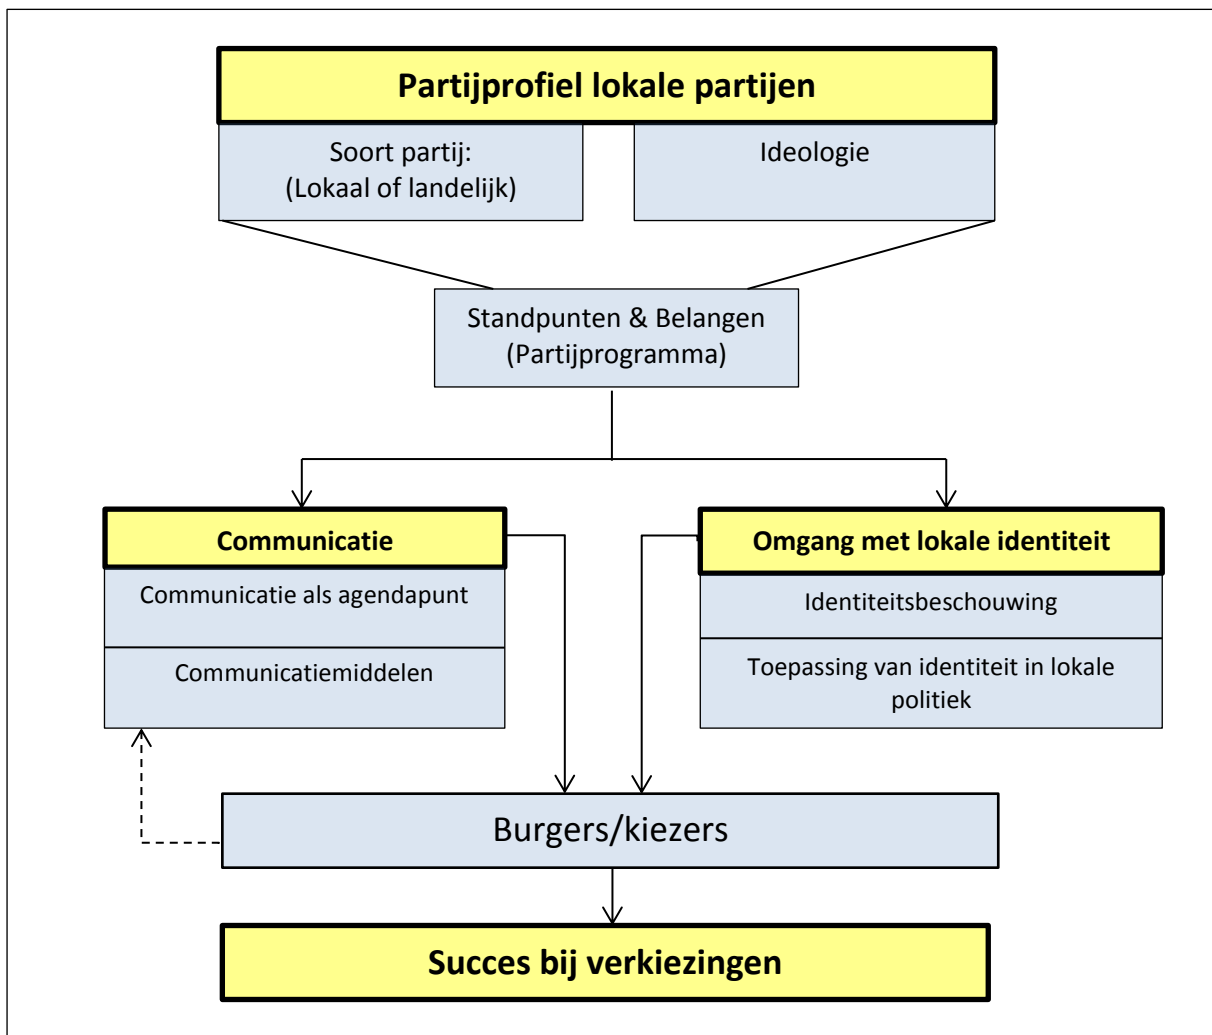 Partijprofiel lokale partijen
Soort partij:
(Lokaal of landelijk)
Ideologie
Standpunten & Belangen
(Partijprogramma)
Communicatie
Communicatie als agendapunt
Communicatiemiddelen
Omgang met lokale identiteit
Identiteitsbeschouwing
Toepassing van identiteit in lokale
politiek
Burgers/kiezers
Succes bij verkiezingen